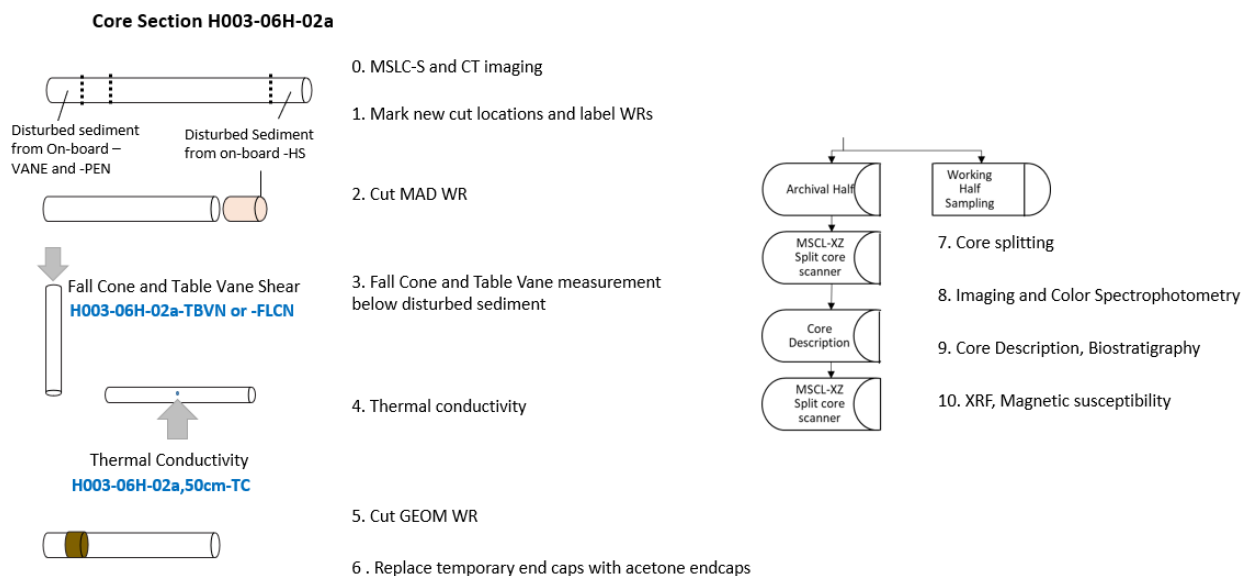 Core Section H003-06H-02a
0. MSLC-S and CT imaging
1. Mark new cut locations and label WRs
Disturbed sediment
from On-board –
VANE and -PEN
Disturbed Sediment
from on-board -HS
2. Cut MAD WR
Fall Cone and Table Vane Shear
H003-06H-02a-TBVN or -FLCN
3. Fall Cone and Table Vane measurement
below disturbed sediment
4. Thermal conductivity
Thermal Conductivity
H003-06H-02a,50cm-TC
5. Cut GEOM WR
6 . Replace temporary end caps with acetone endcaps
Archival Half
Working
Half
Sampling
MSCL-XZ
Split core
scanner
Core
Description
MSCL-XZ
Split core
scanner
7. Core splitting
8. Imaging and Color Spectrophotometry
9. Core Description, Biostratigraphy
10. XRF, Magnetic susceptibility